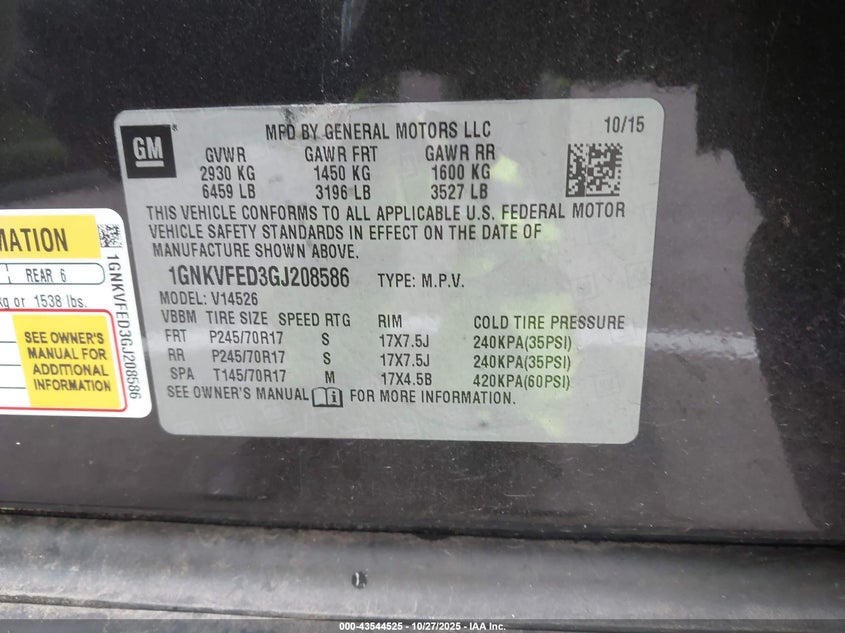 GM
MFD BY GENERAL MOTORS LLC 10/15
GVWR GAWR FRT GAWR RR
2930 KG 1450 KG 1600 KG
6459 LB 3196 LB 3527 LB
THIS VEHICLE CONFORMS TO ALL APPLICABLE U.S. FEDERAL MOTOR
VEHICLE SAFETY STANDARDS IN EFFECT ON THE DATE OF
MANUFACTURE SHOWN ABOVE.
1GNKVFED3GJ208586 TYPE: M.P.V.
MODEL: V14526
VBBM TIRE SIZE SPEED RTG RIM COLD TIRE PRESSURE
FRT P245/70R17 S 17X7.5J 240KPA(35PSI)
RR P245/70R17 S 17X7.5J 240KPA(35PSI)
SPA T145/70R17 M 17X4.5B 420KPA(60PSI)
SEE OWNER'S MANUAL FOR MORE INFORMATION.
MATION
REAR 6
kg or 1538 lbs.
SEE OWNER'S
MANUAL FOR
ADDITIONAL
INFORMATION
1GNKVFED3GJ208586
000-43544525 - 10/27/2025 - IAA Inc.